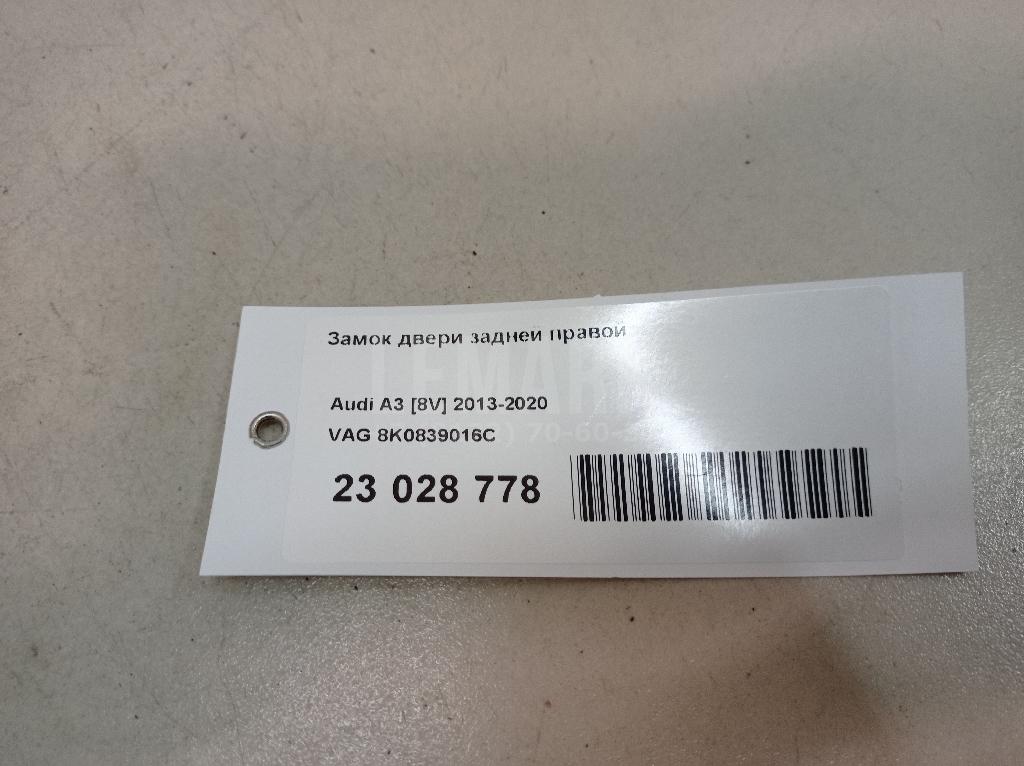 Замок двери задней правой
Audi A3 [8V] 2013-2020
VAG 8K0839016C
23 028 778